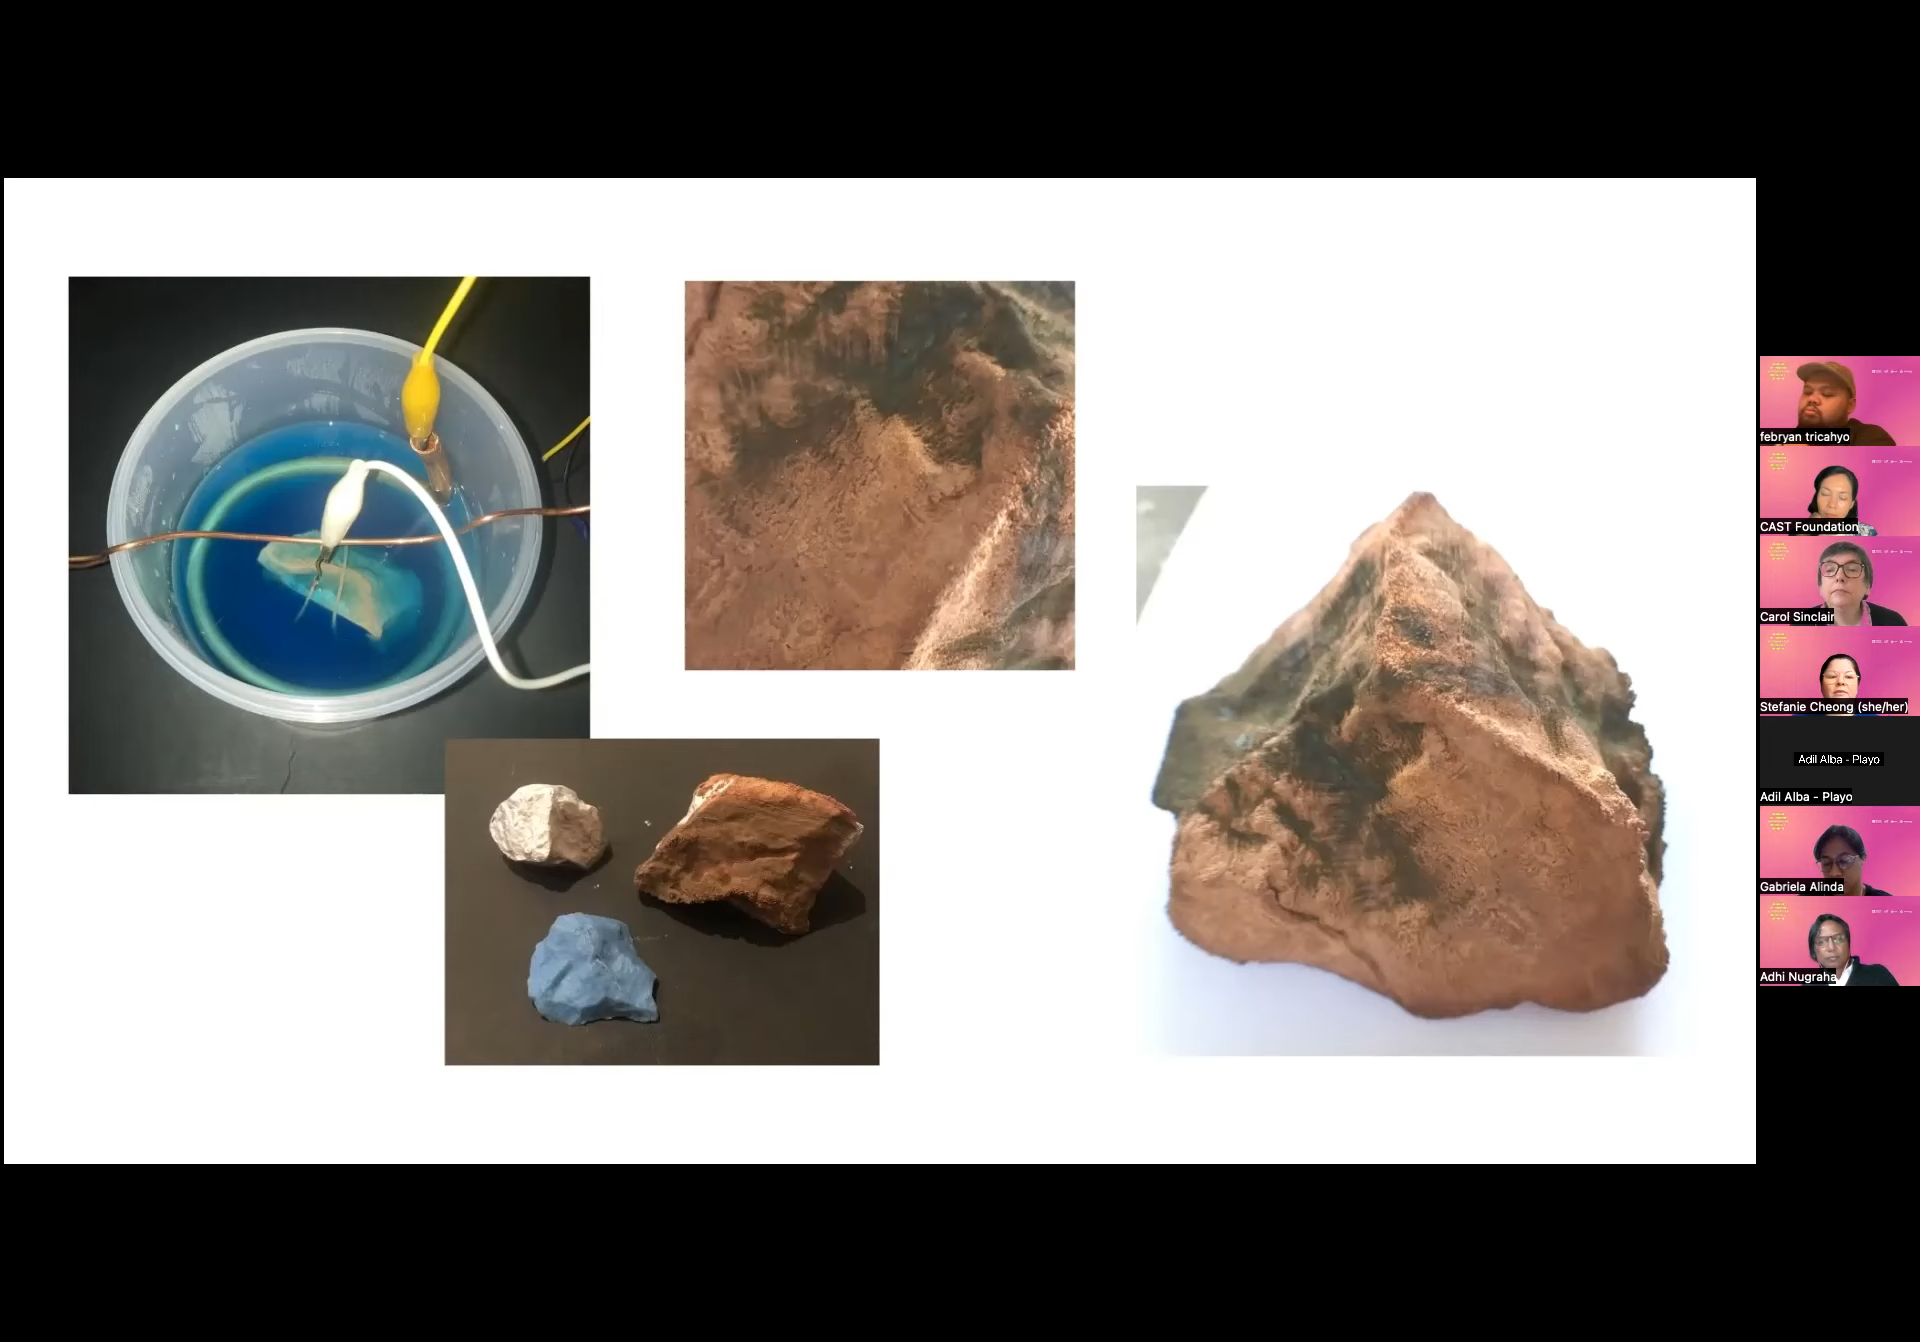 febryan tricahyo
CAST Foundation
Carol Sinclair
Stefanie Cheong (she/her)
Adil Alba - Playo
Adil Alba - Playo
Gabriela Alinda
Adhi Nugraha